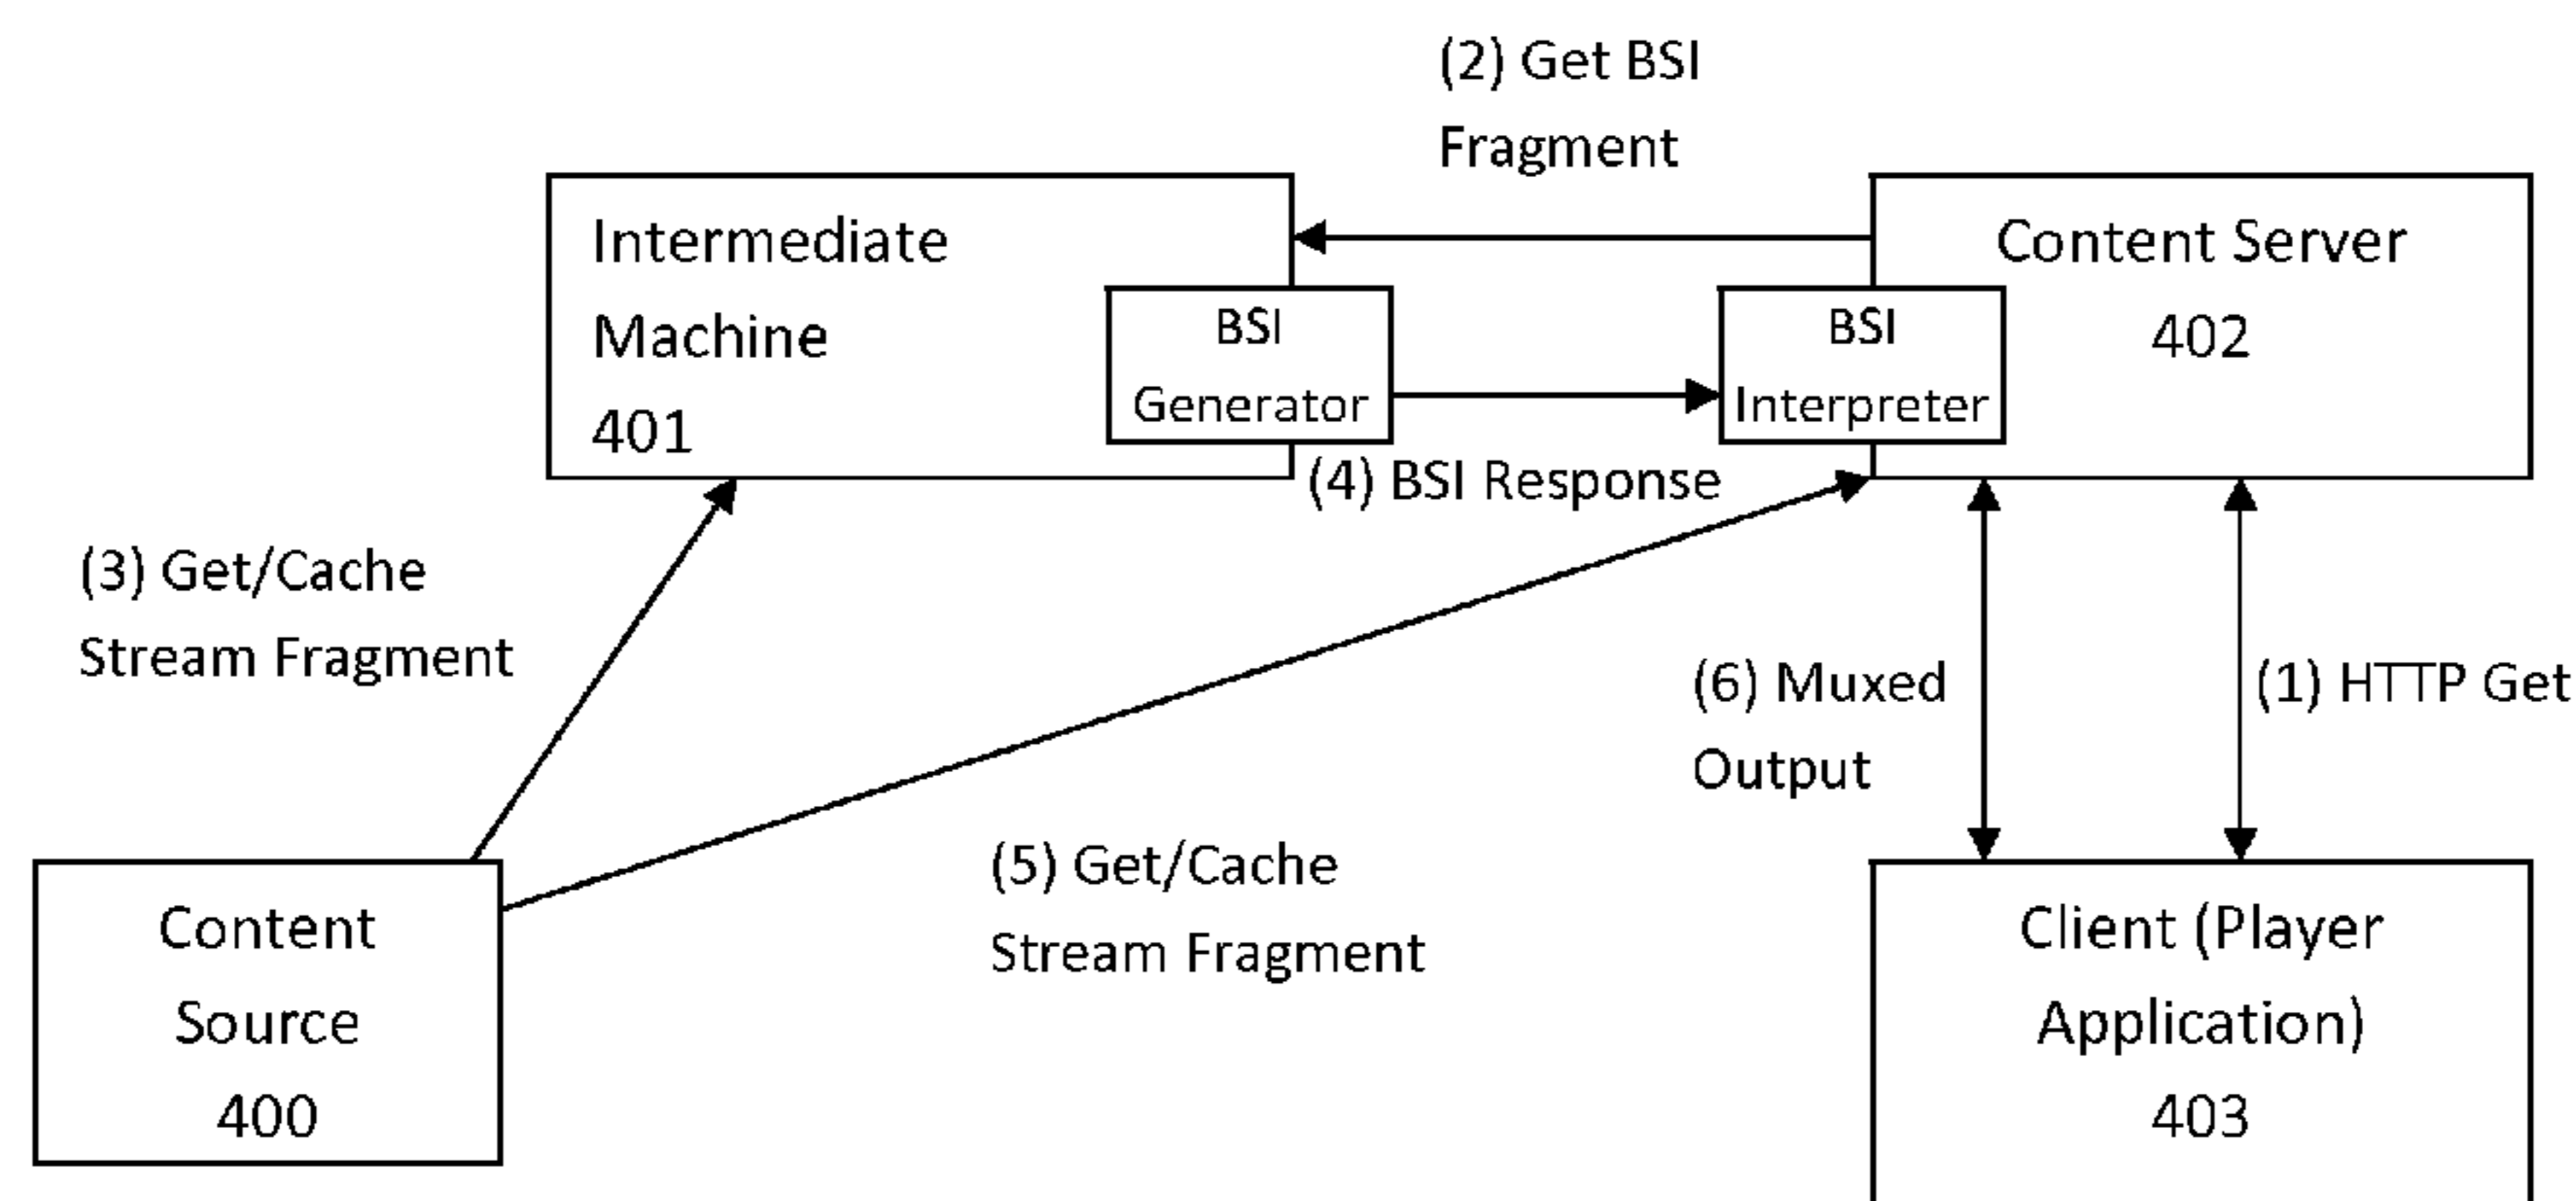 (2) Get BSI
Fragment
Intermediate
Machine
401
BSI
Generator
BSI
Interpreter
Content Server
402
(4) BSI Response
(3) Get/Cache
Stream Fragment
(6) Muxed
Output
(1) HTTP Get
(5) Get/Cache
Stream Fragment
Content
Source
400
Client (Player
Application)
403